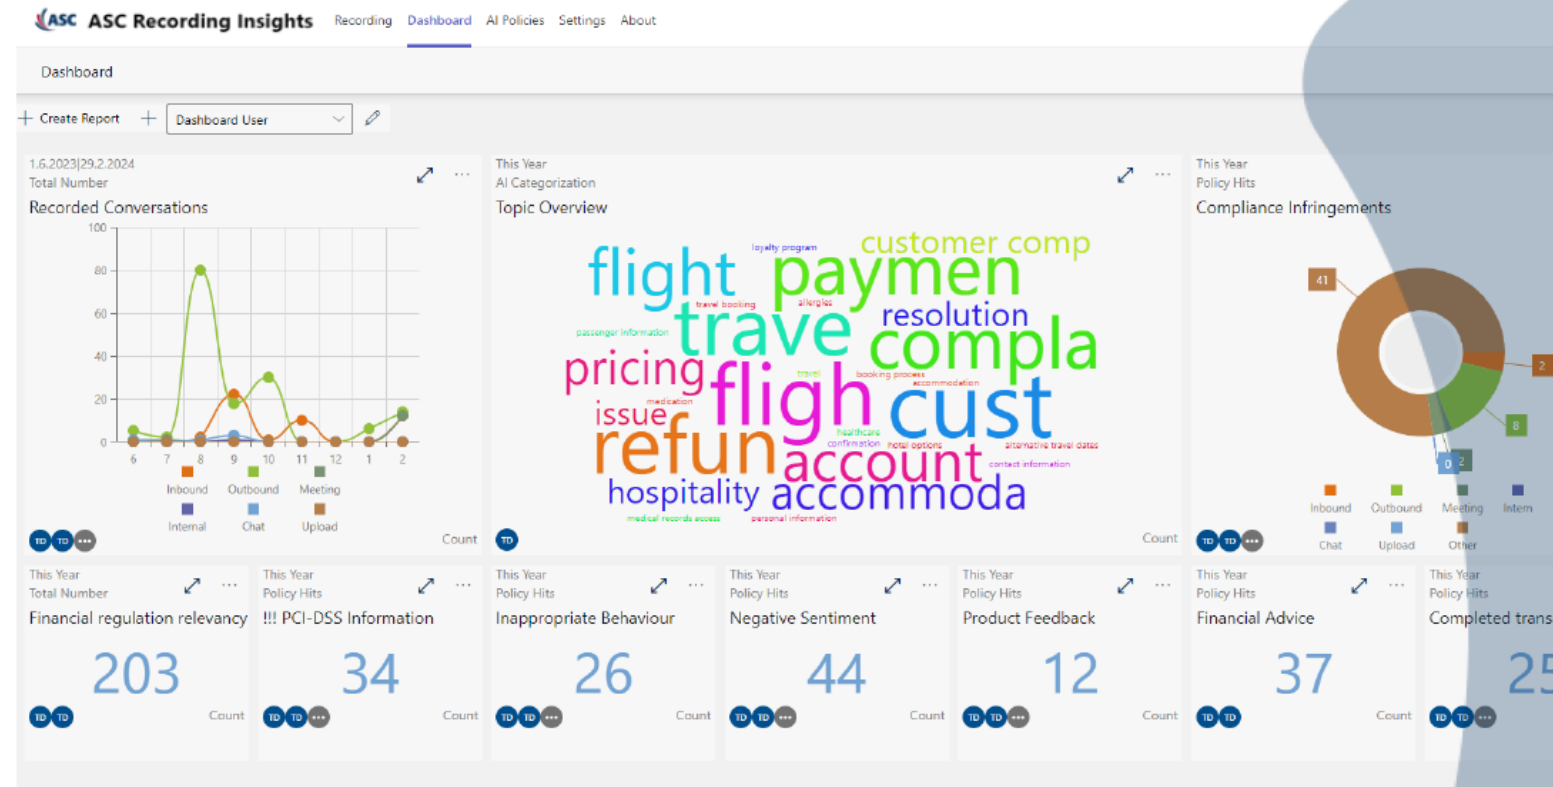 ASC ASC Recording Insights Recording Dashboard AI Policies Settings About
Dashboard
Create Report Dashboard User
1.6.2023|29.2.2024
Total Number
Recorded Conversations
100
80
60
40
20
0
6 7 8 9 10 11 12 1 2
Inbound Outbound Meeting
Internal Chat Upload
TD TD Count
This Year
AI Categorization
Topic Overview
loyalty program customer comp
flight paymen
travel booking allergies
passenger information trave resolution
compla
pricing travel booking process
accommodation
fligh cust
medication
issue
refun healthcare
confirmation hotel options alternative travel dates
account contact information
hospitality accommoda
medical records access personal information
TD Count
This Year
Policy Hits
Compliance Infringements
41
2
8
0 2
Inbound Outbound Meeting Intern
Chat Upload Other
TD TD
This Year
Total Number
Financial regulation relevancy
203
TD TD Count
This Year
Policy Hits
!!! PCI-DSS Information
34
TD TD Count
This Year
Policy Hits
Inappropriate Behaviour
26
TD TD Count
This Year
Policy Hits
Negative Sentiment
44
TD TD Count
This Year
Policy Hits
Product Feedback
12
TD TD Count
This Year
Policy Hits
Financial Advice
37
TD TD Count
This Year
Policy Hits
Completed trans
25
TD TD